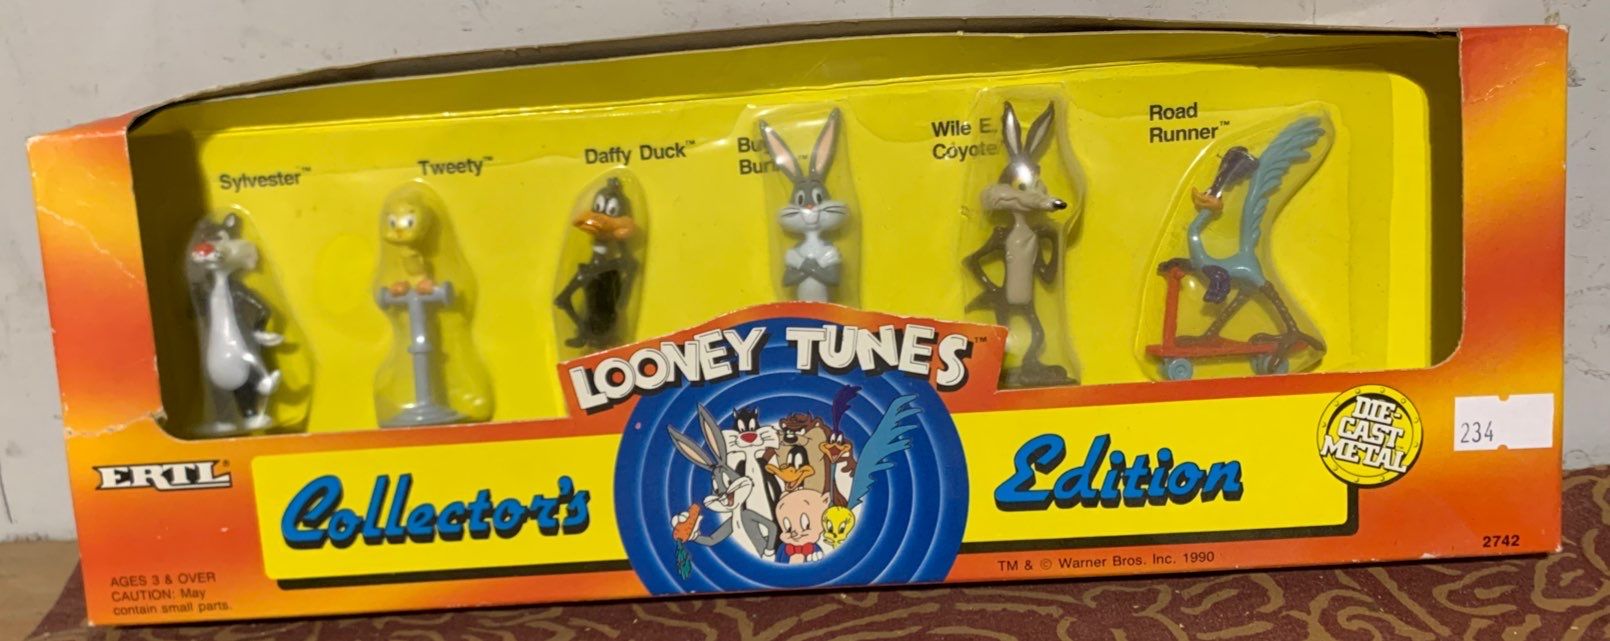 Sylvester™
Tweety™
Daffy Duck™
Wile E.
Coyote
Road
Runner™
LOONEY TUNES™
ERTL®
Collector's
Edition
DIE-
CAST
METAL
234
AGES 3 & OVER
CAUTION: May
contain small parts.
TM & © Warner Bros. Inc. 1990
2742